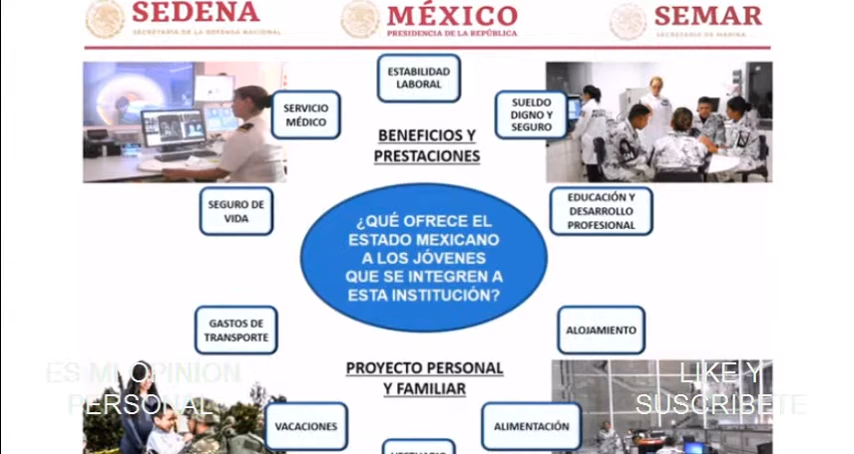 SEDENA
SECRETARÍA DE LA DEFENSA NACIONAL
MÉXICO
PRESIDENCIA DE LA REPÚBLICA
SEMAR
SECRETARÍA DE MARINA
ESTABILIDAD
LABORAL
SERVICIO
MÉDICO
SUELDO
DIGNO Y
SEGURO
BENEFICIOS Y
PRESTACIONES
SEGURO DE
VIDA
EDUCACIÓN Y
DESARROLLO
PROFESIONAL
¿QUÉ OFRECE EL
ESTADO MEXICANO
A LOS JÓVENES
QUE SE INTEGREN A
ESTA INSTITUCIÓN?
GASTOS DE
TRANSPORTE
ALOJAMIENTO
PROYECTO PERSONAL
Y FAMILIAR
ES MI OPINION
PERSONAL
LIKE Y
SUSCRIBETE
VACACIONES
ALIMENTACIÓN
VESTUARIO